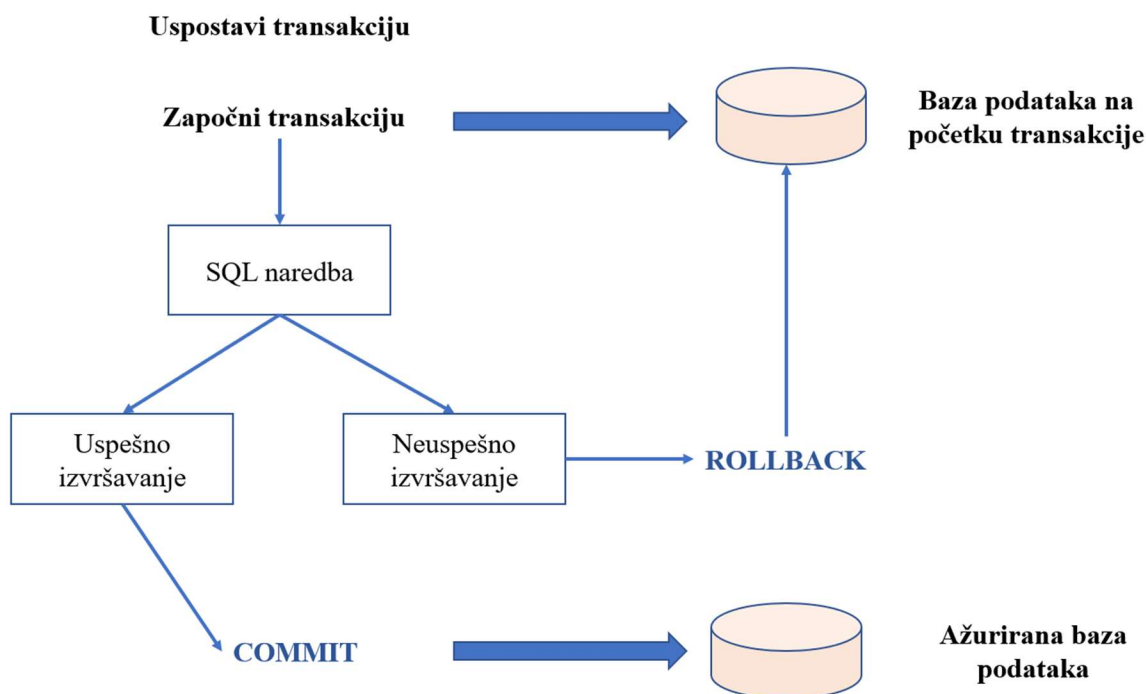 Uspostavi transakciju
Započni transakciju
Baza podataka na
početku transakcije
SQL naredba
Uspešno
izvršavanje
Neuspešno
izvršavanje
ROLLBACK
COMMIT
Ažurirana baza
podataka